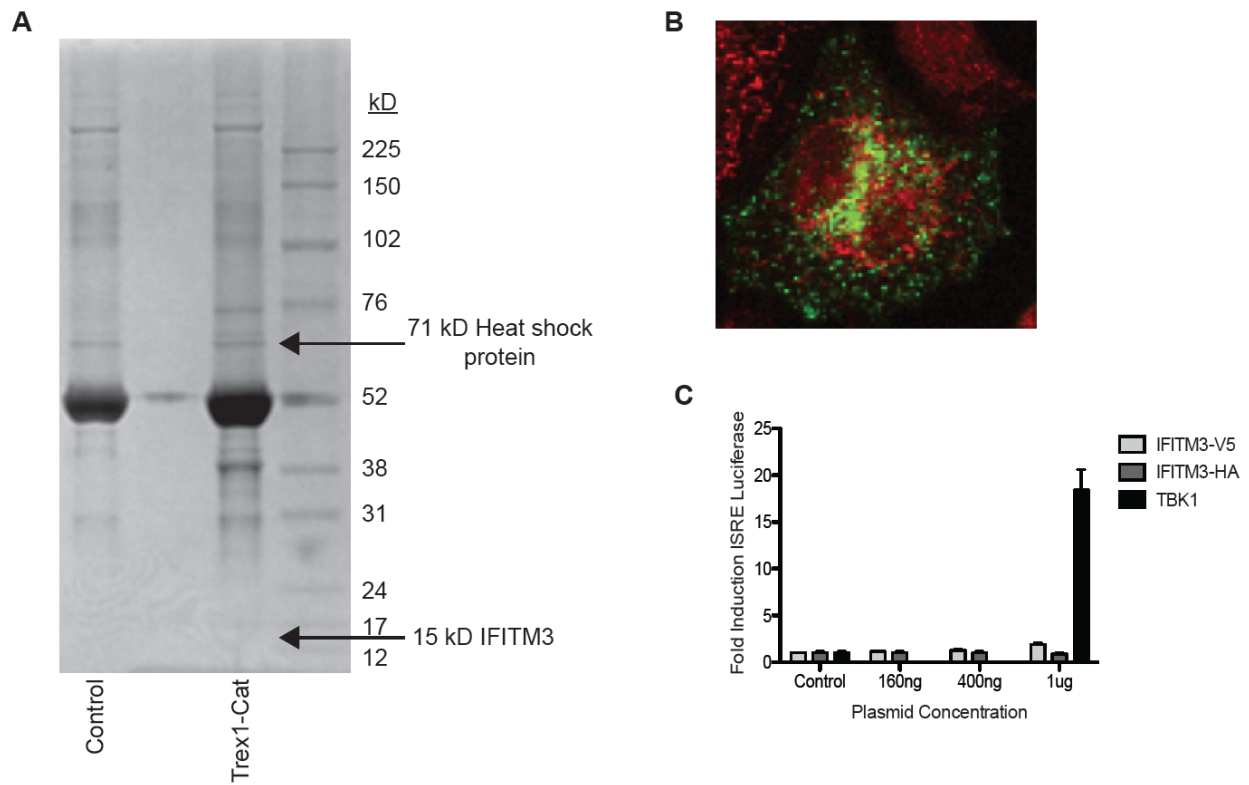 A
kD
225
150
102
76
71 kD Heat shock
protein
52
38
31
24
17
15 kD IFITM3
12
Control
Trex1-Cat
B
C
Fold Induction ISRE Luciferase
25
20
15
10
5
0
Control
160ng
400ng
1ug
Plasmid Concentration
IFITM3-V5
IFITM3-HA
TBK1